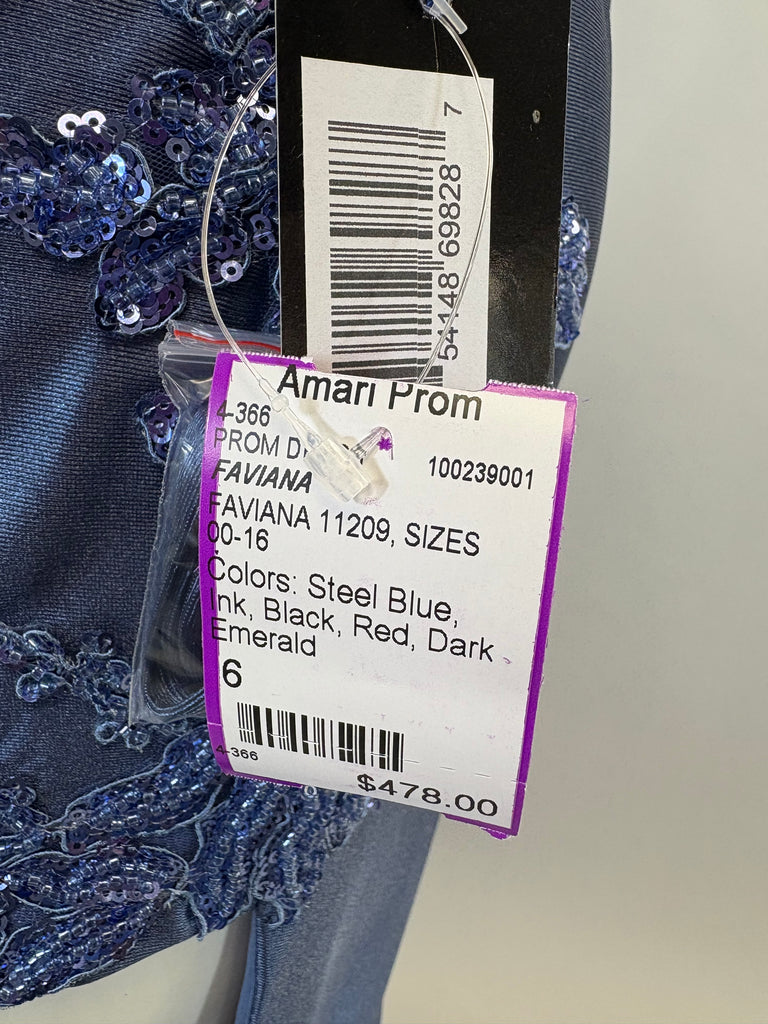 54148 69828 7
Amari Prom
4-366
PROM
100239001
FAVIANA
FAVIANA 11209, SIZES
00-16
Colors: Steel Blue,
Ink, Black, Red, Dark
Emerald
6
4-366
$478.00